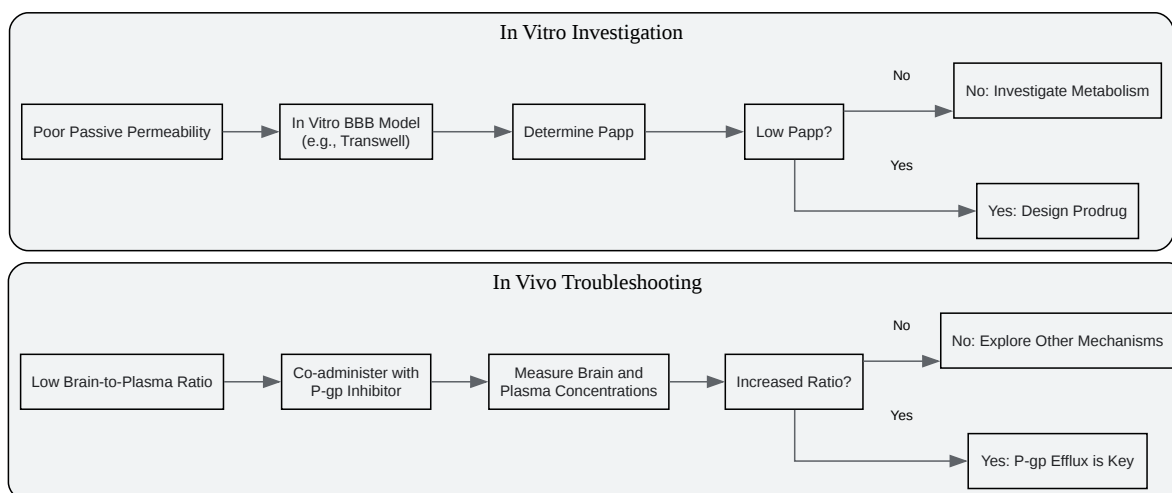 In Vitro Investigation
Poor Passive Permeability
In Vitro BBB Model
(e.g., Transwell)
Determine Papp
Low Papp?
No
No: Investigate Metabolism
Yes
Yes: Design Prodrug
In Vivo Troubleshooting
Low Brain-to-Plasma Ratio
Co-administer with
P-gp Inhibitor
Measure Brain and
Plasma Concentrations
Increased Ratio?
No
No: Explore Other Mechanisms
Yes
Yes: P-gp Efflux is Key